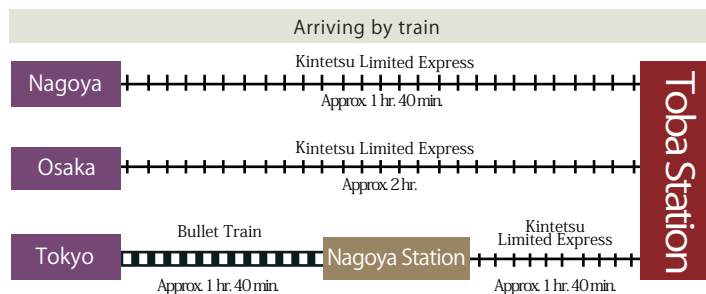 Arriving by train
Nagoya
Kintetsu Limited Express
Approx. 1 hr. 40 min.
Osaka
Kintetsu Limited Express
Approx. 2 hr.
Tokyo
Bullet Train
Approx. 1 hr. 40 min.
Nagoya Station
Kintetsu
Limited Express
Approx. 1 hr. 40 min.
Toba Station